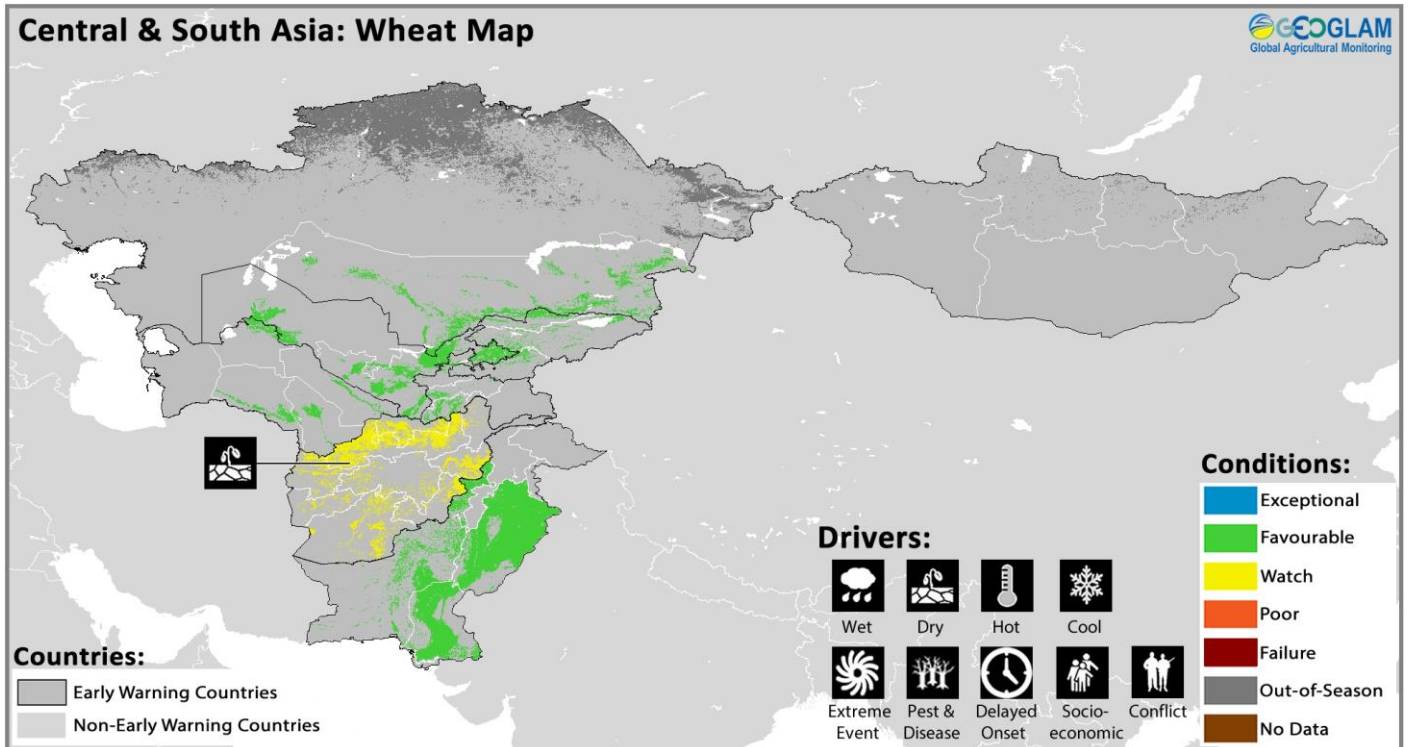 Central & South Asia: Wheat Map
GEOGLAM
Global Agricultural Monitoring
Conditions:
Exceptional
Favourable
Watch
Poor
Failure
Out-of-Season
No Data
Drivers:
Wet
Dry
Hot
Cool
Extreme
Event
Pest &
Disease
Delayed
Onset
Socio-
economic
Conflict
Countries:
Early Warning Countries
Non-Early Warning Countries